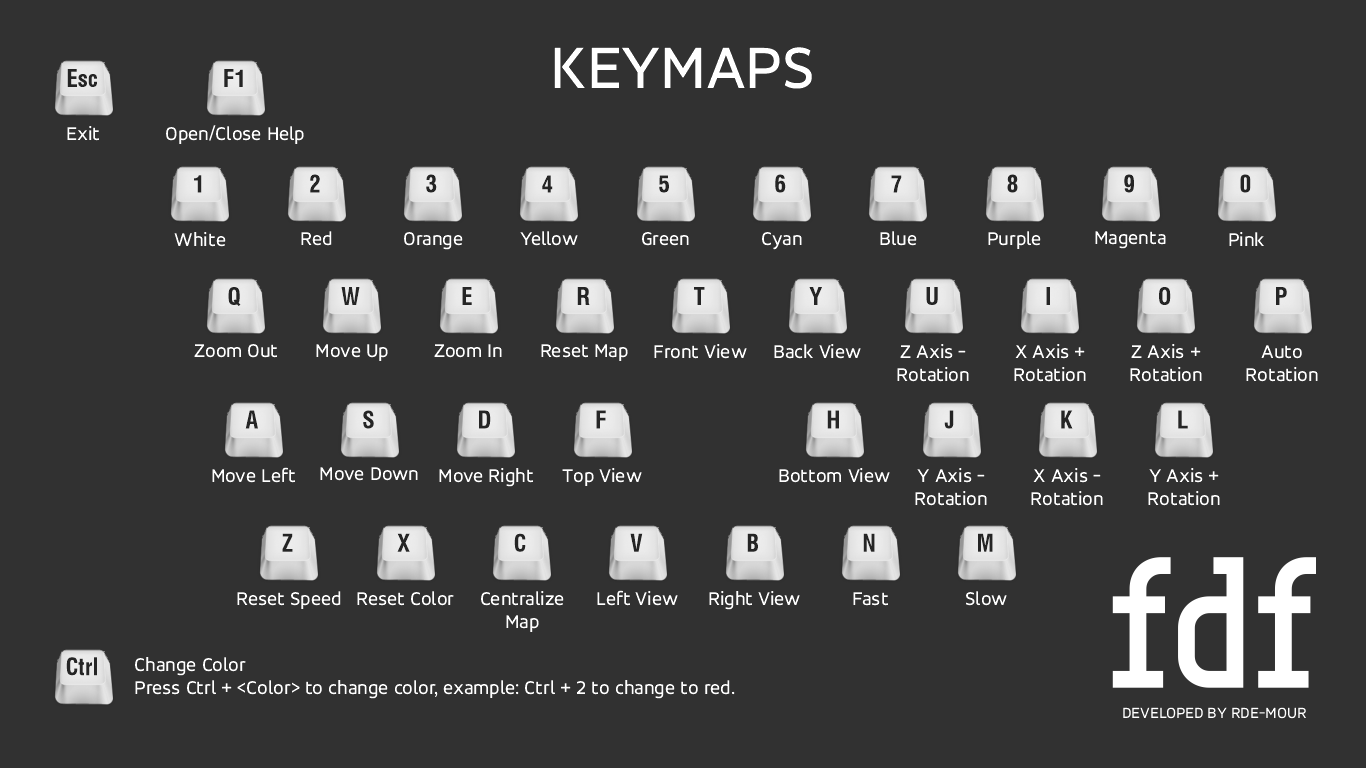 KEYMAPS
Esc F1
Exit Open/Close Help
1 2 3 4 5 6 7 8 9 0
White Red Orange Yellow Green Cyan Blue Purple Magenta Pink
Q W E R T Y U I O P
Zoom Out Move Up Zoom In Reset Map Front View Back View Z Axis - X Axis + Z Axis + Auto
Rotation Rotation Rotation Rotation
A S D F H J K L
Move Left Move Down Move Right Top View Bottom View Y Axis - X Axis - Y Axis +
Rotation Rotation Rotation
Z X C V B N M
Reset Speed Reset Color Centralize Left View Right View Fast Slow
Map
Ctrl Change Color
Press Ctrl + <Color> to change color, example: Ctrl + 2 to change to red.
fdf
DEVELOPED BY RDE-MOUR